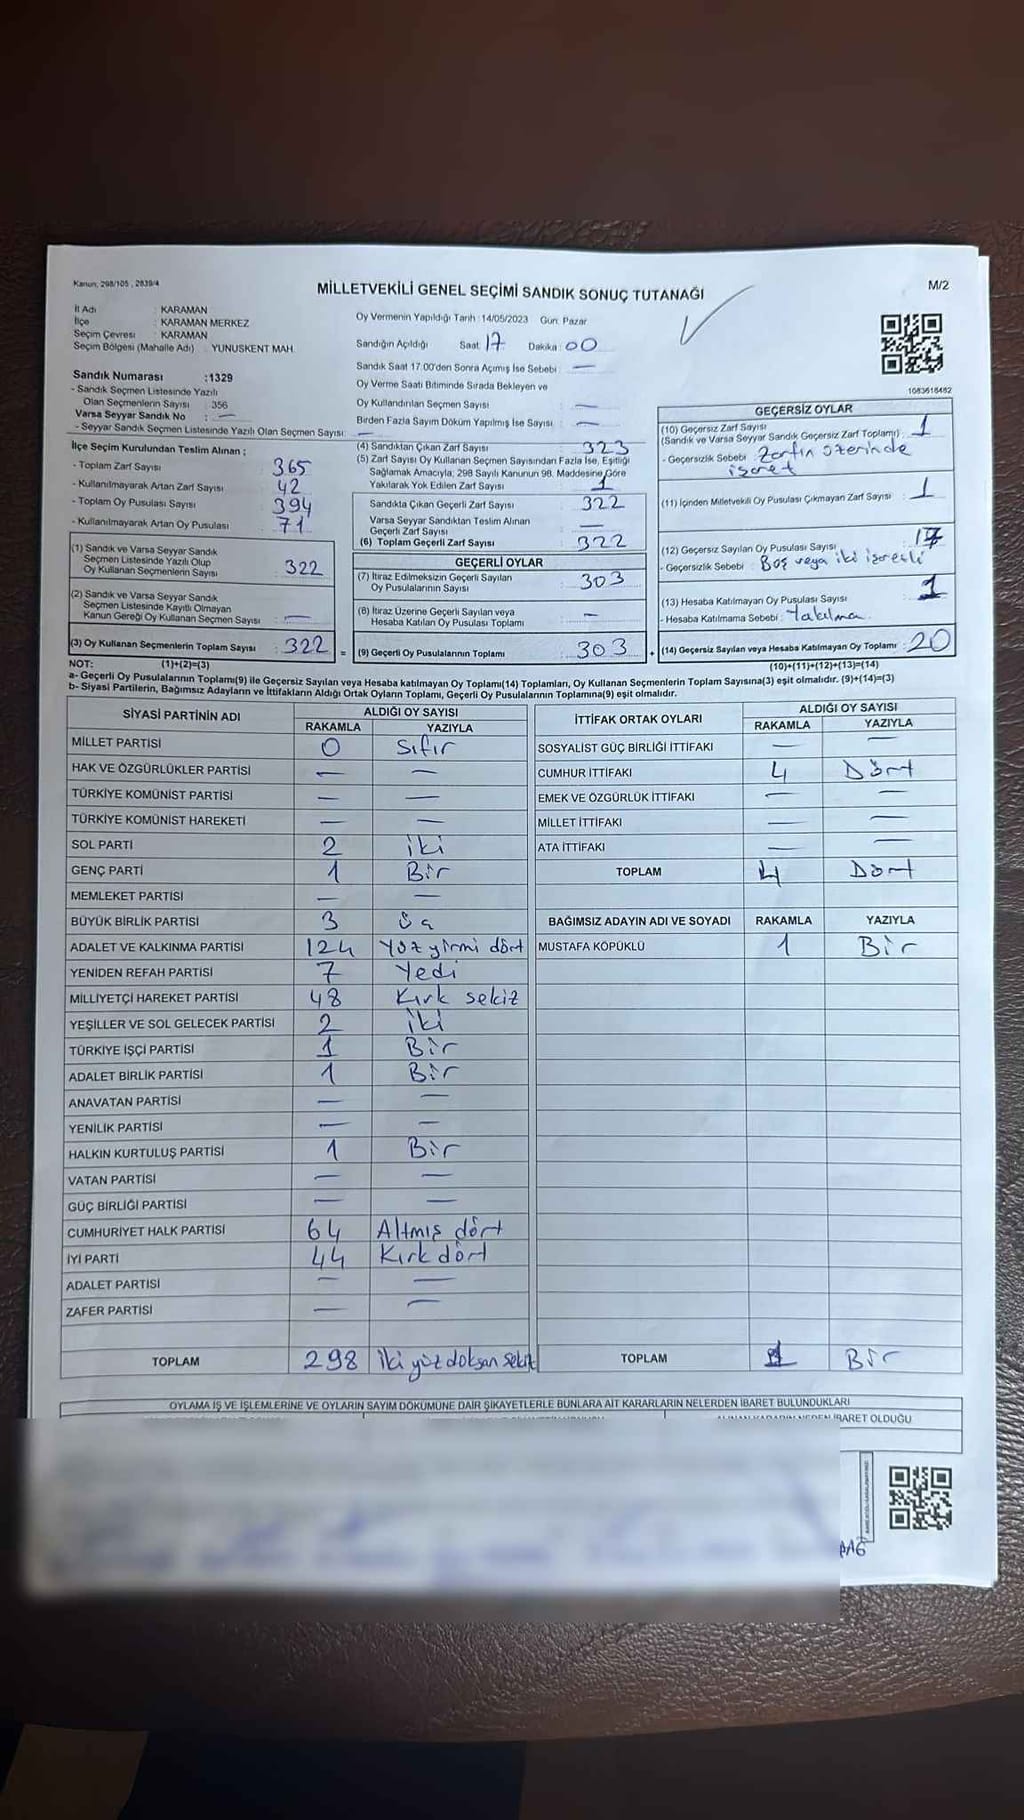 Kanun, 298/105 , 2839/4
MİLLETVEKİLİ GENEL SEÇİMİ SANDIK SONUÇ TUTANAĞI
M/2
İl Adı : KARAMAN
İlçe : KARAMAN MERKEZ
Seçim Çevresi : KARAMAN
Seçim Bölgesi (Mahalle Adı) : YUNUSKENT MAH.
Sandık Numarası :1329
- Sandık Seçmen Listesinde Yazılı
Olan Seçmenlerin Sayısı : 356
Varsa Seyyar Sandık No : —
- Seyyar Sandık Seçmen Listesinde Yazılı Olan Seçmen Sayısı: —
İlçe Seçim Kurulundan Teslim Alınan ;
- Toplam Zarf Sayısı : 365
- Kullanılmayarak Artan Zarf Sayısı : 42
- Toplam Oy Pusulası Sayısı : 394
- Kullanılmayarak Artan Oy Pusulası : 71
(1) Sandık ve Varsa Seyyar Sandık
Seçmen Listesinde Yazılı Olup
Oy Kullanan Seçmenlerin Sayısı : 322
(2) Sandık ve Varsa Seyyar Sandık
Seçmen Listesinde Kayıtlı Olmayan
Kanun Gereği Oy Kullanan Seçmen Sayısı : —
(3) Oy Kullanan Seçmenlerin Toplam Sayısı : 322
Oy Vermenin Yapıldığı Tarih :14/05/2023 Gün: Pazar
Sandığın Açıldığı Saat: 17 Dakika: 00
Sandık Saat 17.00'den Sonra Açılmış İse Sebebi : —
Oy Verme Saati Bitiminde Sırada Bekleyen ve
Oy Kullandırılan Seçmen Sayısı : —
Birden Fazla Sayım Döküm Yapılmış İse Sayısı : —
(4) Sandıktan Çıkan Zarf Sayısı : 323
(5) Zarf Sayısı Oy Kullanan Seçmen Sayısından Fazla İse, Eşitliği
Sağlamak Amacıyla; 298 Sayılı Kanunun 98. Maddesine Göre
Yakılarak Yok Edilen Zarf Sayısı : 1
Sandıkta Çıkan Geçerli Zarf Sayısı : 322
Varsa Seyyar Sandıktan Teslim Alınan
Geçerli Zarf Sayısı : —
(6) Toplam Geçerli Zarf Sayısı : 322
GEÇERLİ OYLAR
(7) İtiraz Edilmeksizin Geçerli Sayılan
Oy Pusulalarının Sayısı : 303
(8) İtiraz Üzerine Geçerli Sayılan veya
Hesaba Katılan Oy Pusulası Toplamı : —
= (9) Geçerli Oy Pusulalarının Toplamı : 303
1083616482
GEÇERSİZ OYLAR
(10) Geçersiz Zarf Sayısı
(Sandık ve Varsa Seyyar Sandık Geçersiz Zarf Toplamı) : 1
- Geçersizlik Sebebi : Zarfın üzerinde
işaret
(11) İçinden Milletvekili Oy Pusulası Çıkmayan Zarf Sayısı : 1
(12) Geçersiz Sayılan Oy Pusulası Sayısı : 17
- Geçersizlik Sebebi : Boş veya iki işaretli
(13) Hesaba Katılmayan Oy Pusulası Sayısı : 1
- Hesaba Katılmama Sebebi : Yakılma
+ (14) Geçersiz Sayılan veya Hesaba Katılmayan Oy Toplamı : 20
NOT: (1)+(2)=(3)
(10)+(11)+(12)+(13)=(14)
a- Geçerli Oy Pusulalarının Toplamı(9) ile Geçersiz Sayılan veya Hesaba katılmayan Oy Toplamı(14) Toplamları, Oy Kullanan Seçmenlerin Toplam Sayısına(3) eşit olmalıdır. (9)+(14)=(3)
b- Siyasi Partilerin, Bağımsız Adayların ve İttifakların Aldığı Ortak Oyların Toplamı, Geçerli Oy Pusulalarının Toplamına(9) eşit olmalıdır.
SİYASİ PARTİNİN ADI ALDIĞI OY SAYISI
RAKAMLA YAZIYLA
MİLLET PARTİSİ 0 Sıfır
HAK VE ÖZGÜRLÜKLER PARTİSİ — —
TÜRKİYE KOMÜNİST PARTİSİ — —
TÜRKİYE KOMÜNİST HAREKETİ — —
SOL PARTİ 2 iki
GENÇ PARTİ 1 Bir
MEMLEKET PARTİSİ — —
BÜYÜK BİRLİK PARTİSİ 3 üç
ADALET VE KALKINMA PARTİSİ 124 Yüz yirmi dört
YENİDEN REFAH PARTİSİ 7 Yedi
MİLLİYETÇİ HAREKET PARTİSİ 48 Kırk sekiz
YEŞİLLER VE SOL GELECEK PARTİSİ 2 iki
TÜRKİYE İŞÇİ PARTİSİ 1 Bir
ADALET BİRLİK PARTİSİ 1 Bir
ANAVATAN PARTİSİ — —
YENİLİK PARTİSİ — —
HALKIN KURTULUŞ PARTİSİ 1 Bir
VATAN PARTİSİ — —
GÜÇ BİRLİĞİ PARTİSİ — —
CUMHURİYET HALK PARTİSİ 64 Altmış dört
İYİ PARTİ 44 Kırk dört
ADALET PARTİSİ — —
ZAFER PARTİSİ — —
TOPLAM 298 iki yüz doksan sekiz
İTTİFAK ORTAK OYLARI ALDIĞI OY SAYISI
RAKAMLA YAZIYLA
SOSYALİST GÜÇ BİRLİĞİ İTTİFAKI — —
CUMHUR İTTİFAKI 4 Dört
EMEK VE ÖZGÜRLÜK İTTİFAKI — —
MİLLET İTTİFAKI — —
ATA İTTİFAKI — —
TOPLAM 4 Dört
BAĞIMSIZ ADAYIN ADI VE SOYADI RAKAMLA YAZIYLA
MUSTAFA KÖPÜKLÜ 1 Bir
TOPLAM 1 Bir
OYLAMA İŞ VE İŞLEMLERİNE VE OYLARIN SAYIM DÖKÜMÜNE DAİR ŞİKAYETLERLE BUNLARA AİT KARARLARIN NELERDEN İBARET BULUNDUKLARI
İBARET OLDUĞU